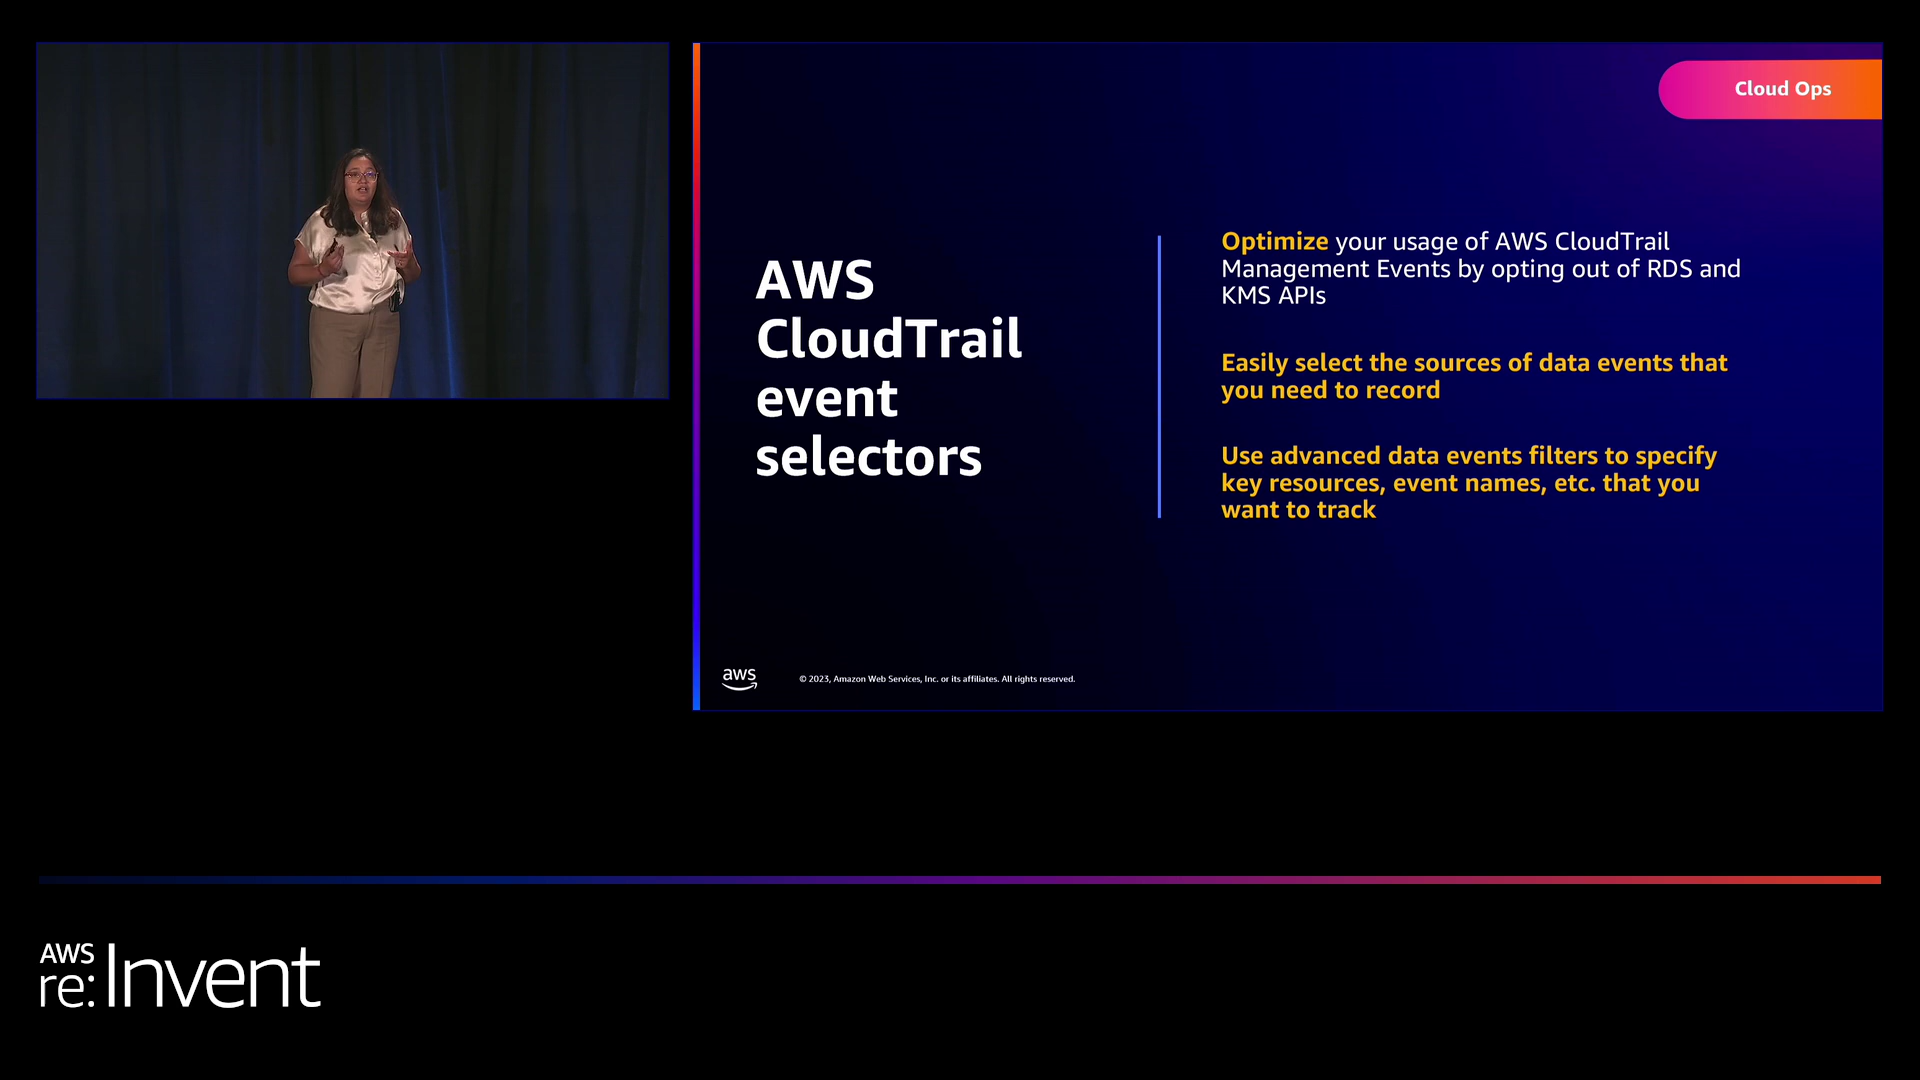 Cloud Ops
AWS
CloudTrail
event
selectors
Optimize your usage of AWS CloudTrail
Management Events by opting out of RDS and
KMS APIs
Easily select the sources of data events that
you need to record
Use advanced data events filters to specify
key resources, event names, etc. that you
want to track
aws
© 2023, Amazon Web Services, Inc. or its affiliates. All rights reserved.
AWS
re:Invent